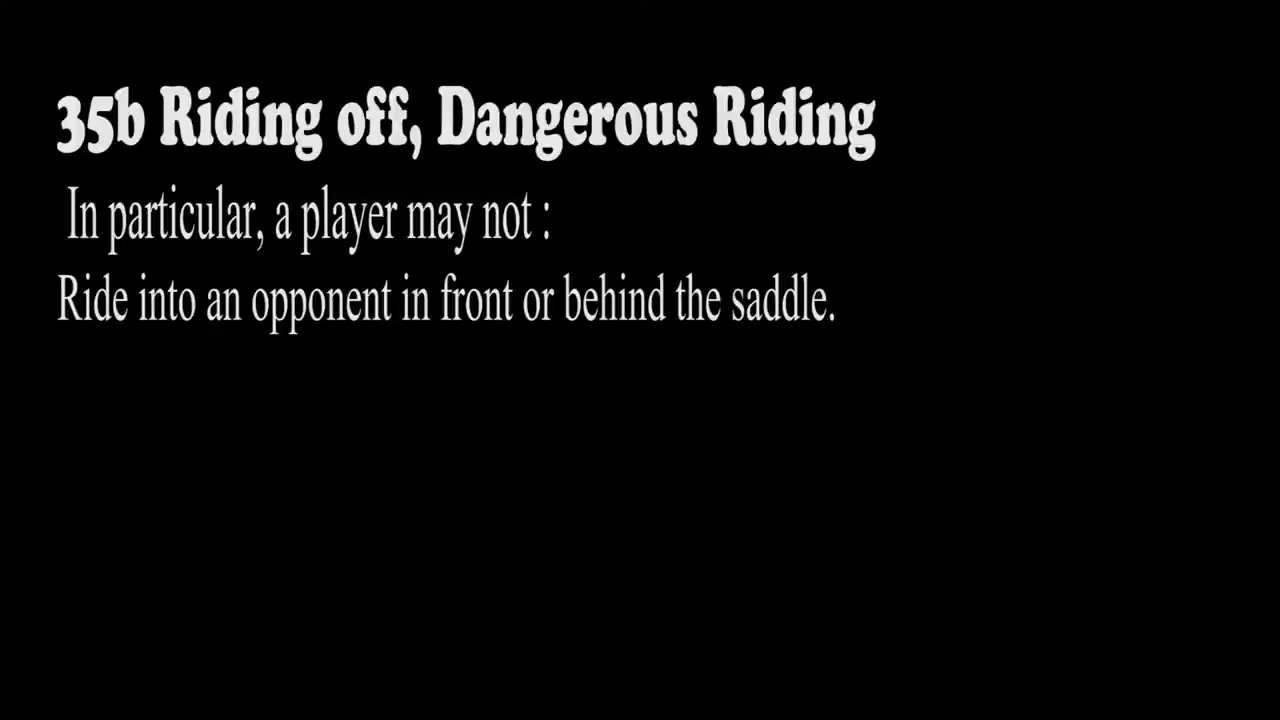 35b Riding off, Dangerous Riding
In particular, a player may not :
Ride into an opponent in front or behind the saddle.